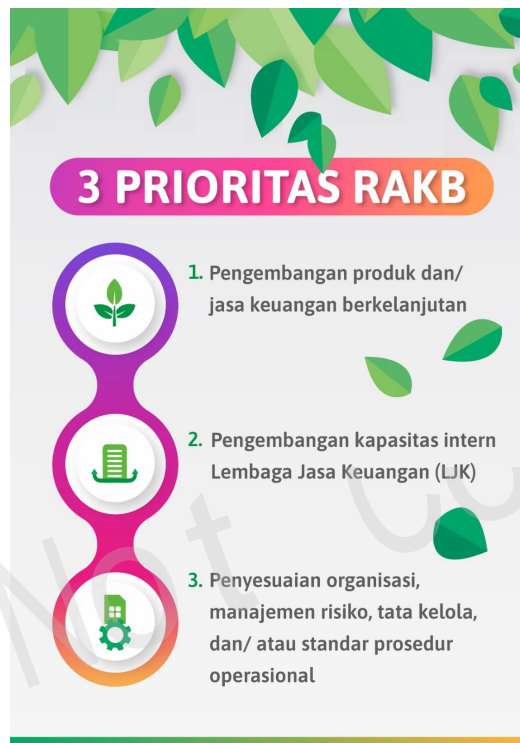 3 PRIORITAS RAKB
1. Pengembangan produk dan/
jasa keuangan berkelanjutan
2. Pengembangan kapasitas intern
Lembaga Jasa Keuangan (LJK)
3. Penyesuaian organisasi,
manajemen risiko, tata kelola,
dan/ atau standar prosedur
operasional
Not